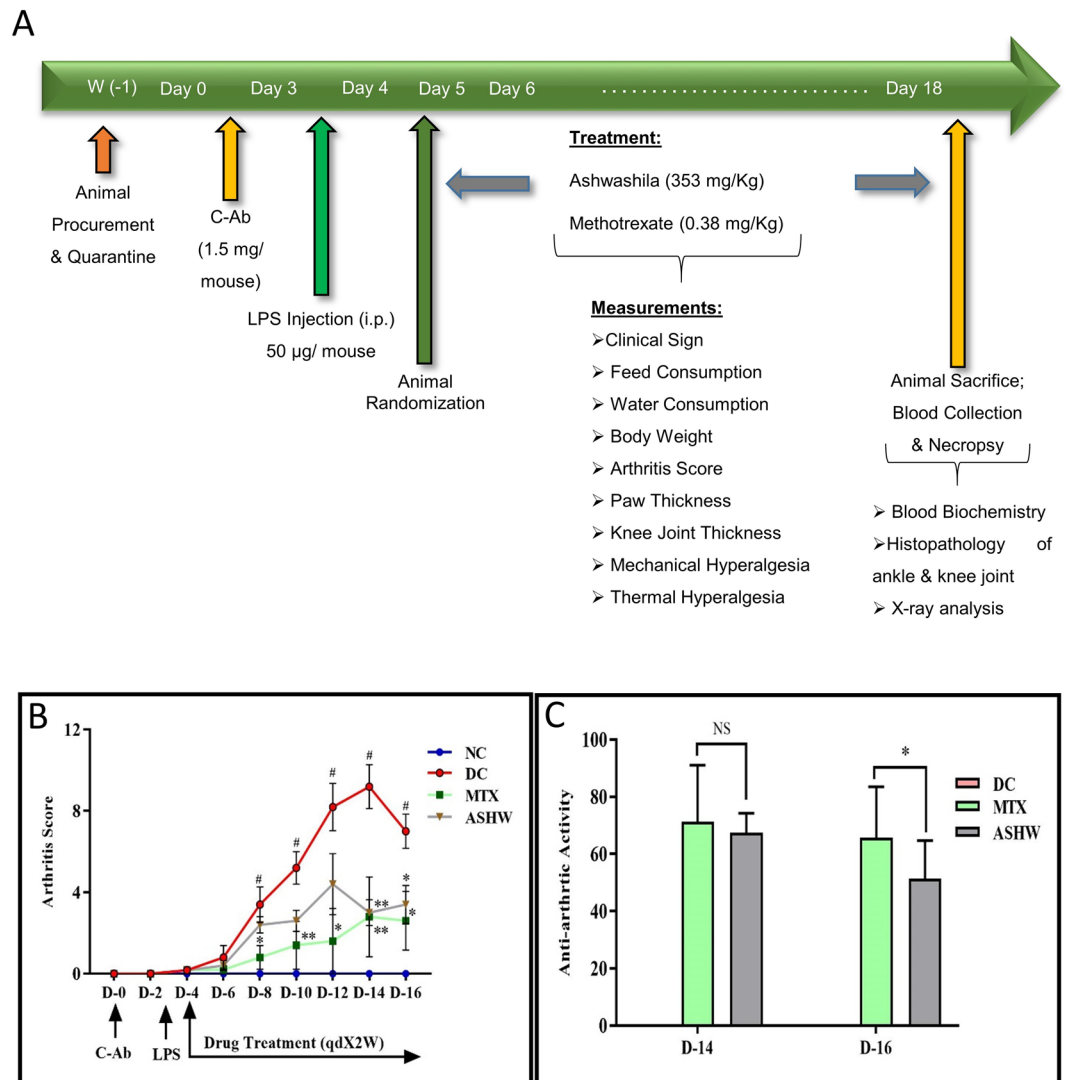 A
W (-1) Day 0 Day 3 Day 4 Day 5 Day 6 .............................. Day 18
Animal
Procurement
& Quarantine
C-Ab
(1.5 mg/
mouse)
LPS Injection (i.p.)
50 µg/ mouse
Animal
Randomization
Treatment:
Ashwashila (353 mg/Kg)
Methotrexate (0.38 mg/Kg)
Measurements:
➢Clinical Sign
➢ Feed Consumption
➢ Water Consumption
➢ Body Weight
➢ Arthritis Score
➢ Paw Thickness
➢ Knee Joint Thickness
➢ Mechanical Hyperalgesia
➢ Thermal Hyperalgesia
Animal Sacrifice;
Blood Collection
& Necropsy
➢ Blood Biochemistry
➢Histopathology of
ankle & knee joint
➢ X-ray analysis
B
Arthritis Score
12
8
4
0
# # # # #
* ** * ** ** * *
NC
DC
MTX
ASHW
D-0 D-2 D-4 D-6 D-8 D-10 D-12 D-14 D-16
C-Ab
LPS
Drug Treatment (qdX2W)
C
Anti-arthrtic Activity
100
80
60
40
20
0
NS
*
DC
MTX
ASHW
D-14 D-16